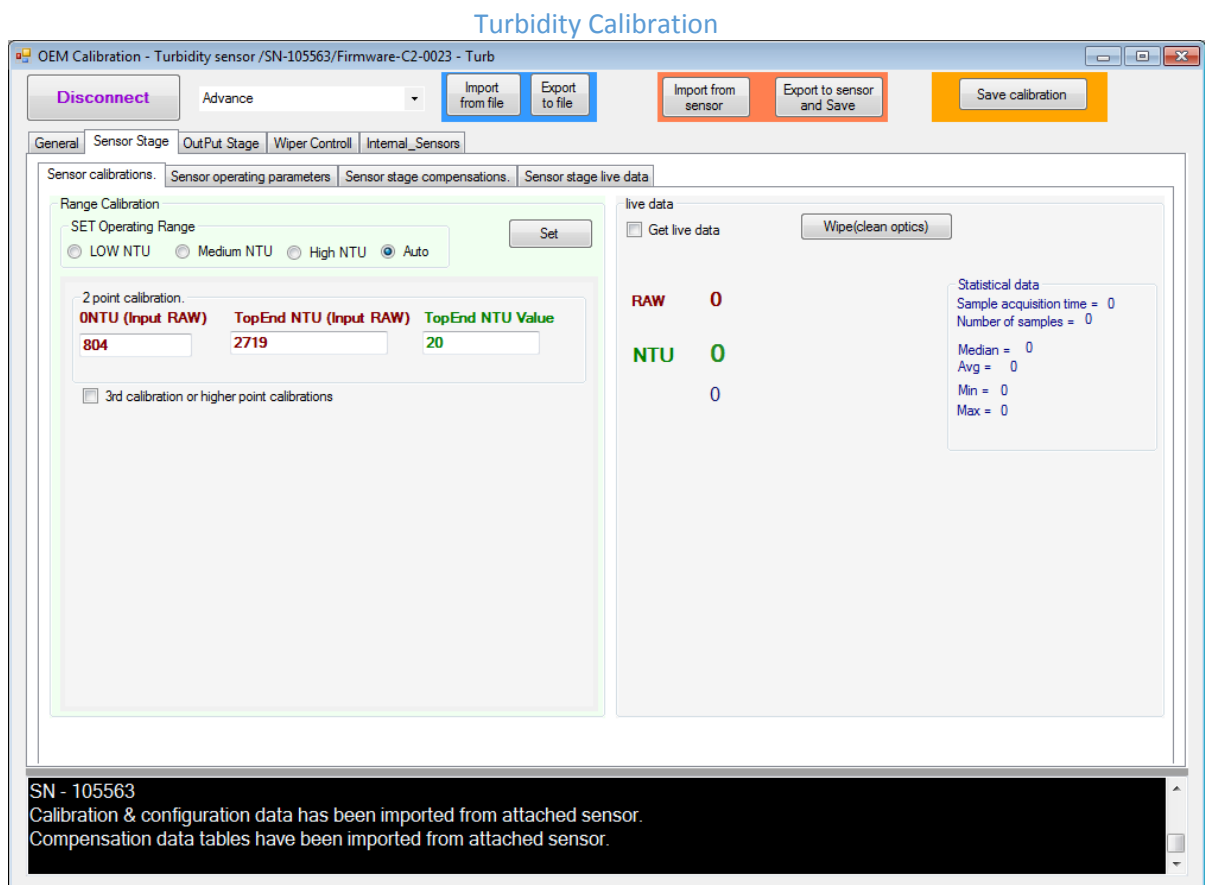 Turbidity Calibration
OEM Calibration - Turbidity sensor /SN-105563/Firmware-C2-0023 - Turb
Disconnect
Advance
Import from file
Export to file
Import from sensor
Export to sensor and Save
Save calibration
General Sensor Stage OutPut Stage Wiper Controll Internal_Sensors
Sensor calibrations. Sensor operating parameters Sensor stage compensations. Sensor stage live data
Range Calibration
SET Operating Range
LOW NTU Medium NTU High NTU Auto
Set
2 point calibration.
0NTU (Input RAW) TopEnd NTU (Input RAW) TopEnd NTU Value
804 2719 20
3rd calibration or higher point calibrations
live data
Get live data
Wipe(clean optics)
RAW 0
NTU 0
0
Statistical data
Sample acquisition time = 0
Number of samples = 0
Median = 0
Avg = 0
Min = 0
Max = 0
SN - 105563
Calibration & configuration data has been imported from attached sensor.
Compensation data tables have been imported from attached sensor.